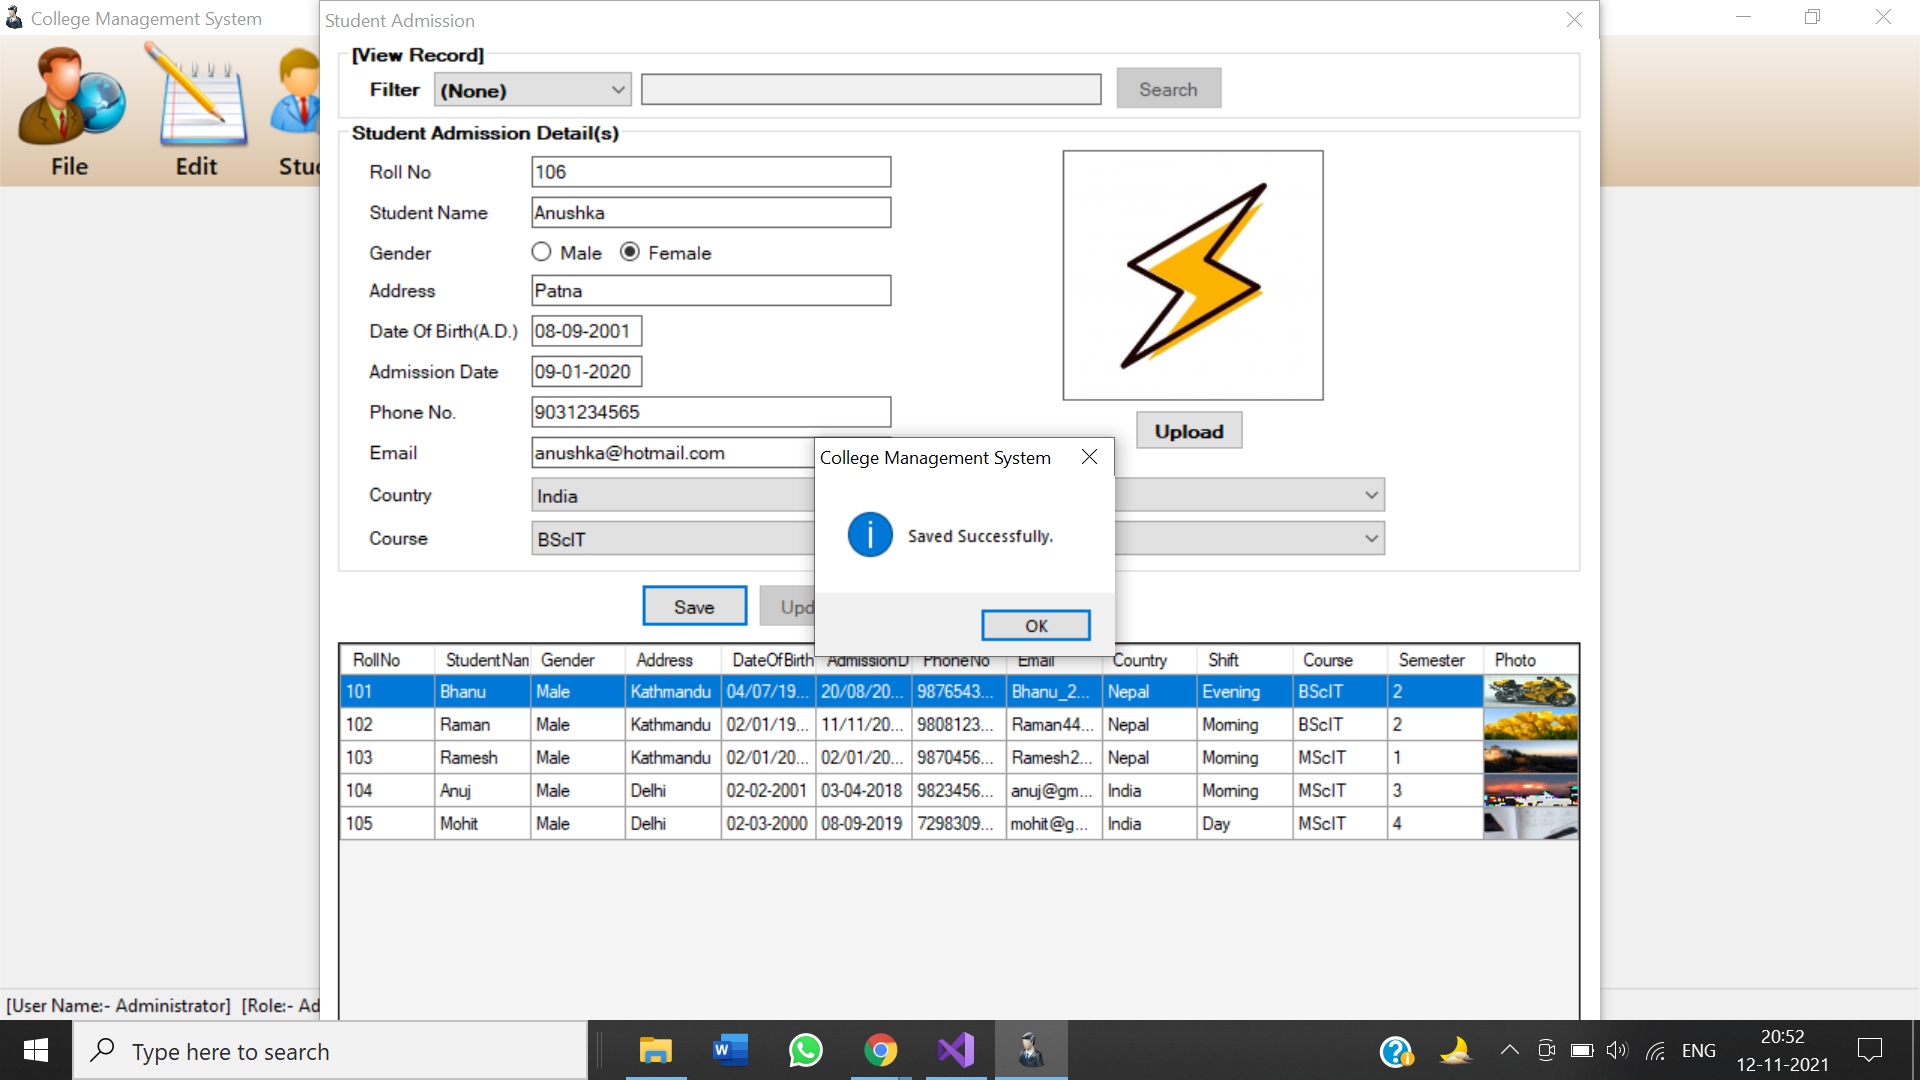 College Management System
Student Admission
File
Edit
Stu
[View Record]
Filter (None) Search
Student Admission Detail(s)
Roll No 106
Student Name Anushka
Gender Male Female
Address Patna
Date Of Birth(A.D.) 08-09-2001
Admission Date 09-01-2020
Phone No. 9031234565
Upload
Email anushka@hotmail.com
Country India
Course BScIT
College Management System
Saved Successfully.
OK
Save Upd
RollNo StudentNam Gender Address DateOfBirth AdmissionD PhoneNo Email Country Shift Course Semester Photo
101 Bhanu Male Kathmandu 04/07/19... 20/08/20... 9876543... Bhanu_2... Nepal Evening BScIT 2
102 Raman Male Kathmandu 02/01/19... 11/11/20... 9808123... Raman44... Nepal Morning BScIT 2
103 Ramesh Male Kathmandu 02/01/20... 02/01/20... 9870456... Ramesh2... Nepal Morning MScIT 1
104 Anuj Male Delhi 02-02-2001 03-04-2018 9823456... anuj@gm... India Morning MScIT 3
105 Mohit Male Delhi 02-03-2000 08-09-2019 7298309... mohit@g... India Day MScIT 4
[User Name:- Administrator] [Role:- Ad
Type here to search
ENG
20:52
12-11-2021